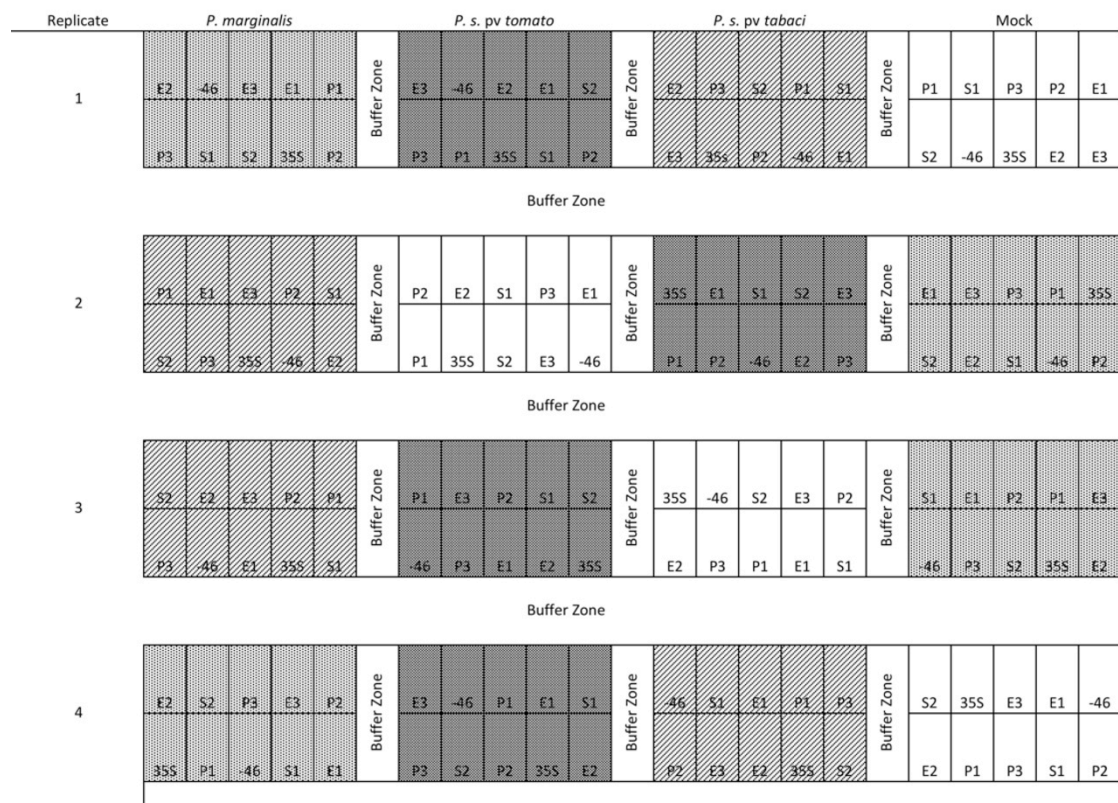 Replicate P. marginalis P. s. pv tomato P. s. pv tabaci Mock
1
E2 -46 E3 E1 P1 Buffer Zone E3 -46 E2 E1 S2 Buffer Zone E2 P3 S2 P1 S1 Buffer Zone P1 S1 P3 P2 E1
P3 S1 S2 35S P2 P3 P1 35S S1 P2 E3 35s P2 -46 E1 S2 -46 35S E2 E3
Buffer Zone
2
P1 E1 E3 P2 S1 Buffer Zone P2 E2 S1 P3 E1 Buffer Zone 35S E1 S1 S2 E3 Buffer Zone E1 E3 P3 P1 35S
S2 P3 35S -46 E2 P1 35S S2 E3 -46 P1 P2 -46 E2 P3 S2 E2 S1 -46 P2
Buffer Zone
3
S2 E2 E3 P2 P1 Buffer Zone P1 E3 P2 S1 S2 Buffer Zone 35S -46 S2 E3 P2 Buffer Zone S1 E1 P2 P1 E3
P3 -46 E1 35S S1 -46 P3 E1 E2 35S E2 P3 P1 E1 S1 -46 P3 S2 35S E2
Buffer Zone
4
E2 S2 P3 E3 P2 Buffer Zone E3 -46 P1 E1 S1 Buffer Zone -46 S1 E1 P1 P3 Buffer Zone S2 35S E3 E1 -46
35S P1 -46 S1 E1 P3 S2 P2 35S E2 P2 E3 E2 35S S2 E2 P1 P3 S1 P2